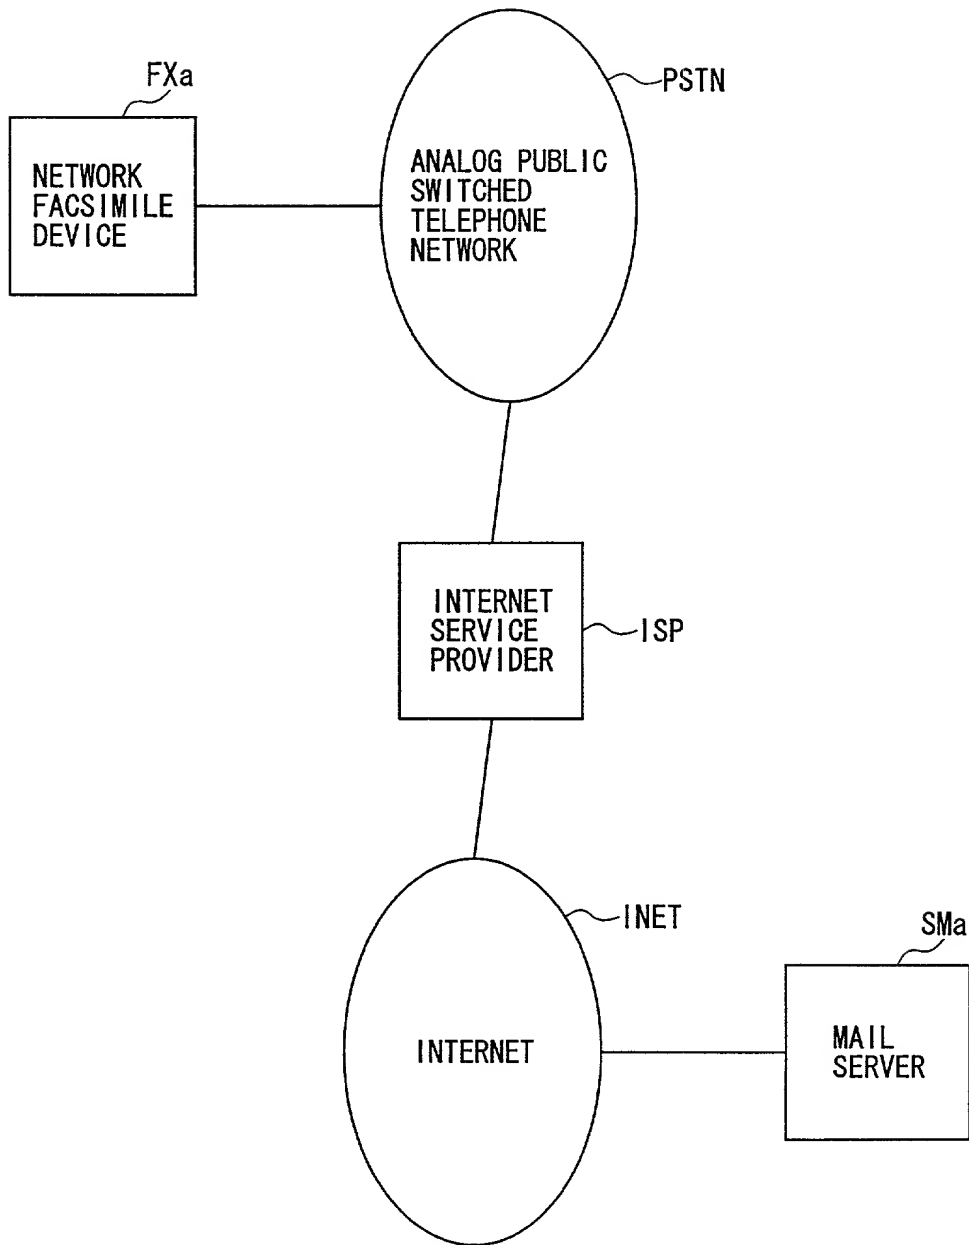 FXa
PSTN
NETWORK
FACSIMILE
DEVICE
ANALOG PUBLIC
SWITCHED
TELEPHONE
NETWORK
INTERNET
SERVICE
PROVIDER
ISP
INET
SMa
INTERNET
MAIL
SERVER